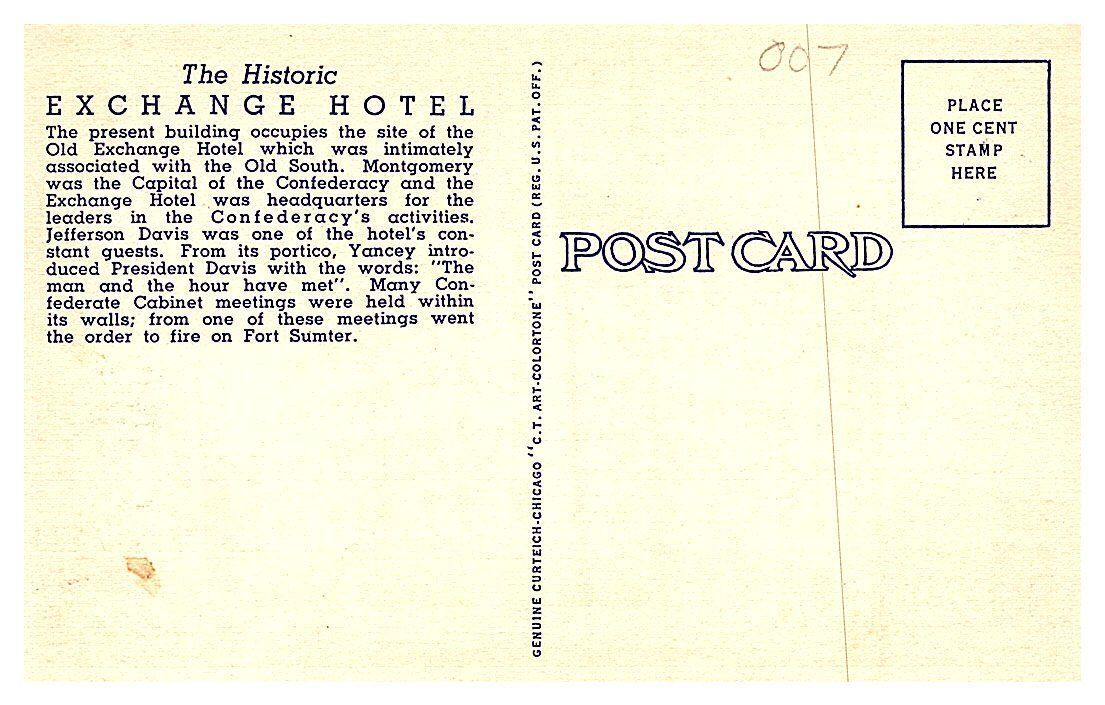 The Historic
EXCHANGE HOTEL
The present building occupies the site of the
Old Exchange Hotel which was intimately
associated with the Old South. Montgomery
was the Capital of the Confederacy and the
Exchange Hotel was headquarters for the
leaders in the Confederacy's activities.
Jefferson Davis was one of the hotel's con-
stant guests. From its portico, Yancey intro-
duced President Davis with the words: "The
man and the hour have met". Many Con-
federate Cabinet meetings were held within
its walls; from one of these meetings went
the order to fire on Fort Sumter.
GENUINE CURTEICH-CHICAGO "C.T. ART-COLORTONE" POST CARD (REG. U.S. PAT. OFF.)
007
POST CARD
PLACE
ONE CENT
STAMP
HERE